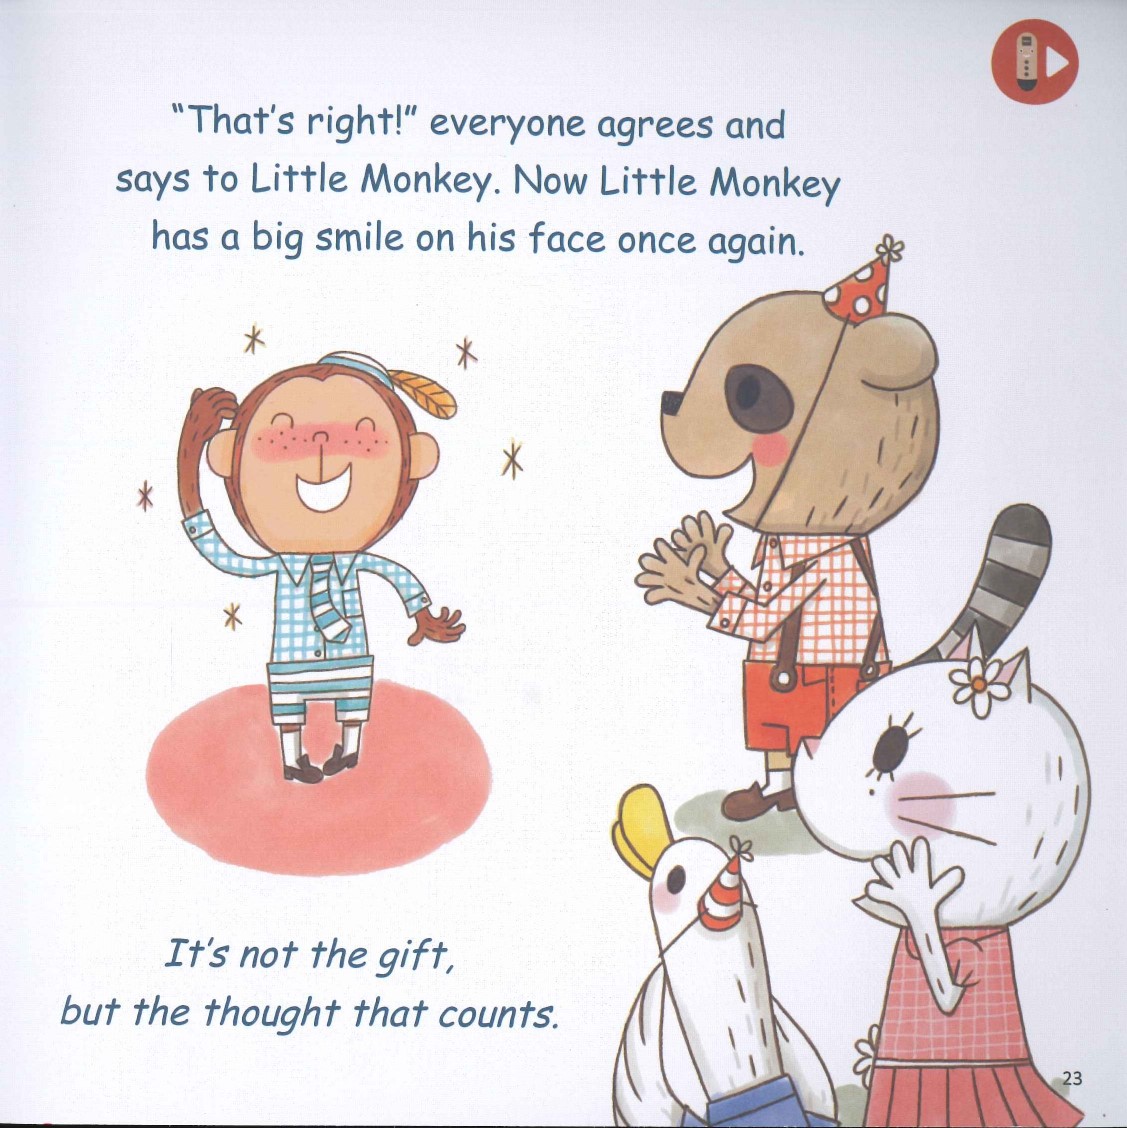 “That’s right!” everyone agrees and
says to Little Monkey. Now Little Monkey
has a big smile on his face once again.
It’s not the gift,
but the thought that counts.
23